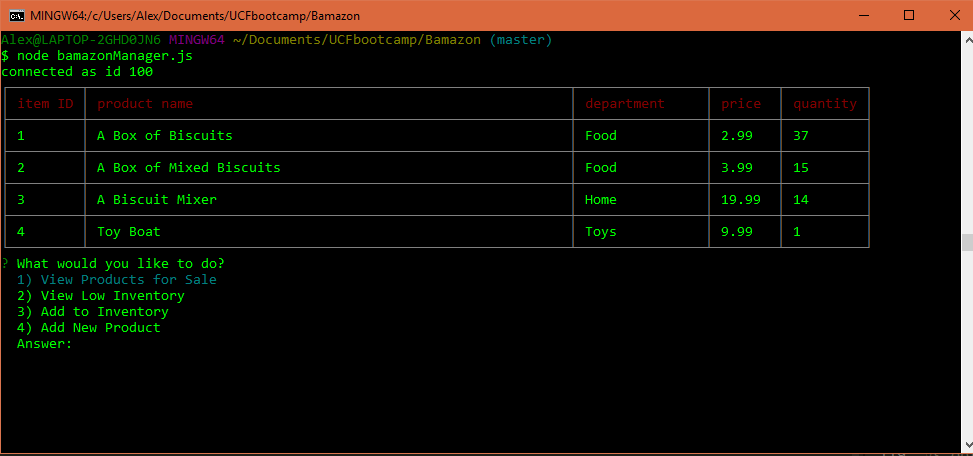 MINGW64:/c/Users/Alex/Documents/UCFbootcamp/Bamazon
Alex@LAPTOP-2GHD0JN6 MINGW64 ~/Documents/UCFbootcamp/Bamazon (master)
$ node bamazonManager.js
connected as id 100
item ID product name department price quantity
1 A Box of Biscuits Food 2.99 37
2 A Box of Mixed Biscuits Food 3.99 15
3 A Biscuit Mixer Home 19.99 14
4 Toy Boat Toys 9.99 1
? What would you like to do?
1) View Products for Sale
2) View Low Inventory
3) Add to Inventory
4) Add New Product
Answer: